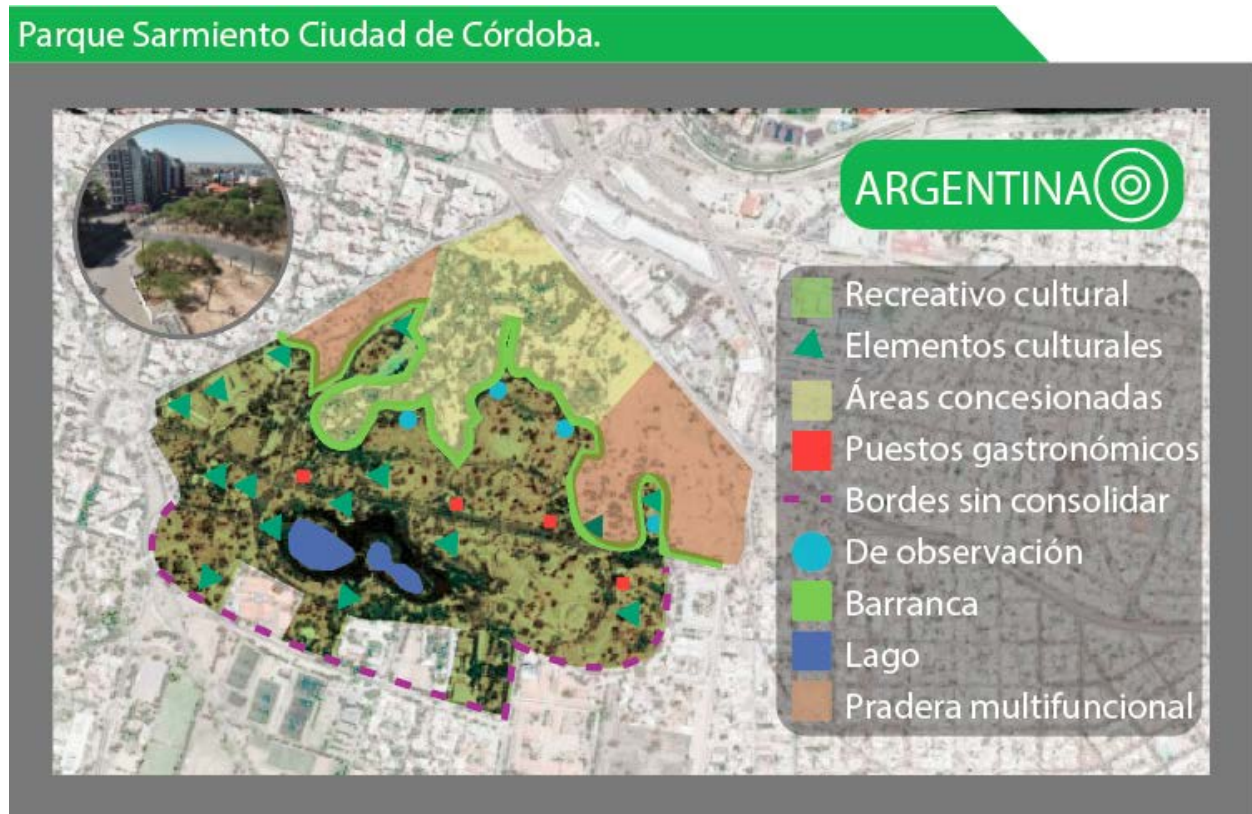 Parque Sarmiento Ciudad de Córdoba.
ARGENTINA
Recreativo cultural
Elementos culturales
Áreas concesionadas
Puestos gastronómicos
Bordes sin consolidar
De observación
Barranca
Lago
Pradera multifuncional